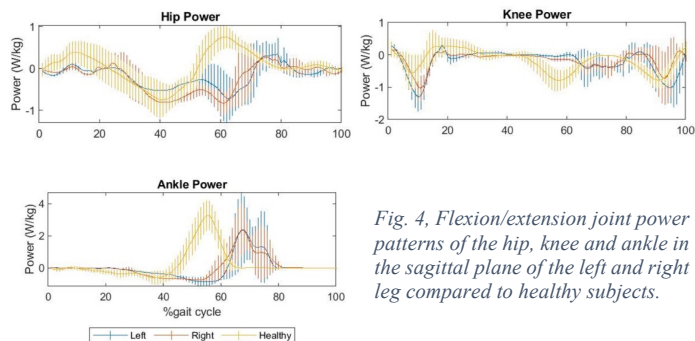 Hip Power
Power (W/kg)
1
0
-1
0 20 40 60 80 100
Knee Power
Power (W/kg)
1
0
-1
-2
0 20 40 60 80 100
Ankle Power
Power (W/kg)
4
2
0
0 20 40 60 80 100
%gait cycle
Left Right Healthy
Fig. 4, Flexion/extension joint power
patterns of the hip, knee and ankle in
the sagittal plane of the left and right
leg compared to healthy subjects.